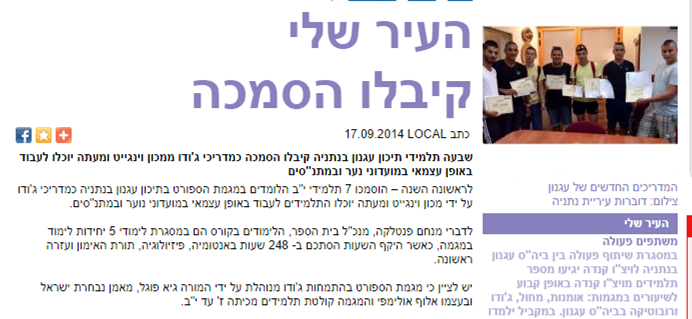 העיר שלי
קיבלו הסמכה
כתב LOCAL 17.09.2014
שבעה תלמידי תיכון עגנון בנתניה קיבלו הסמכה כמדריכי ג'ודו ממכון וינגייט ומעתה יוכלו לעבוד
באופן עצמאי במועדוני נוער ובמתנ"סים
לראשונה השנה – הוסמכו 7 תלמידי י"ב הלומדים במגמת הספורט בתיכון עגנון בנתניה כמדריכי ג'ודו
על ידי מכון וינגייט ומעתה יוכלו התלמידים לעבוד באופן עצמאי במועדוני נוער ובמתנ"סים.
לדברי מנחם פנטלקה, מנכ"ל בית הספר, הלימודים בקורס הם במסגרת לימודי 5 יחידות לימוד
במגמה, כאשר היקף השעות הסתכם ב- 248 שעות באנטומיה, פיזיולוגיה, תורת האימון ועזרה
ראשונה.
יש לציין כי מגמת הספורט בהתמחות ג'ודו מנוהלת על ידי המורה גיא פוגל, מאמן נבחרת ישראל
ובעצמו אלוף אולימפי והמגמה קולטת תלמידים מכיתה ז' עד י"ב.
המדריכים החדשים של עגנון
צילום: דוברות עיריית נתניה
העיר שלי
משתפים פעולה
במסגרת שיתוף פעולה בין ביה"ס עגנון
בנתניה לויצ"ו קנדה יגיעו מספר
תלמידים מויצ"ו קנדה באופן קבוע
לשיעורים במגמות: אומנות, מחול, ג'ודו
ורובוטיקה בביה"ס עגנון. במקביל ילמדו